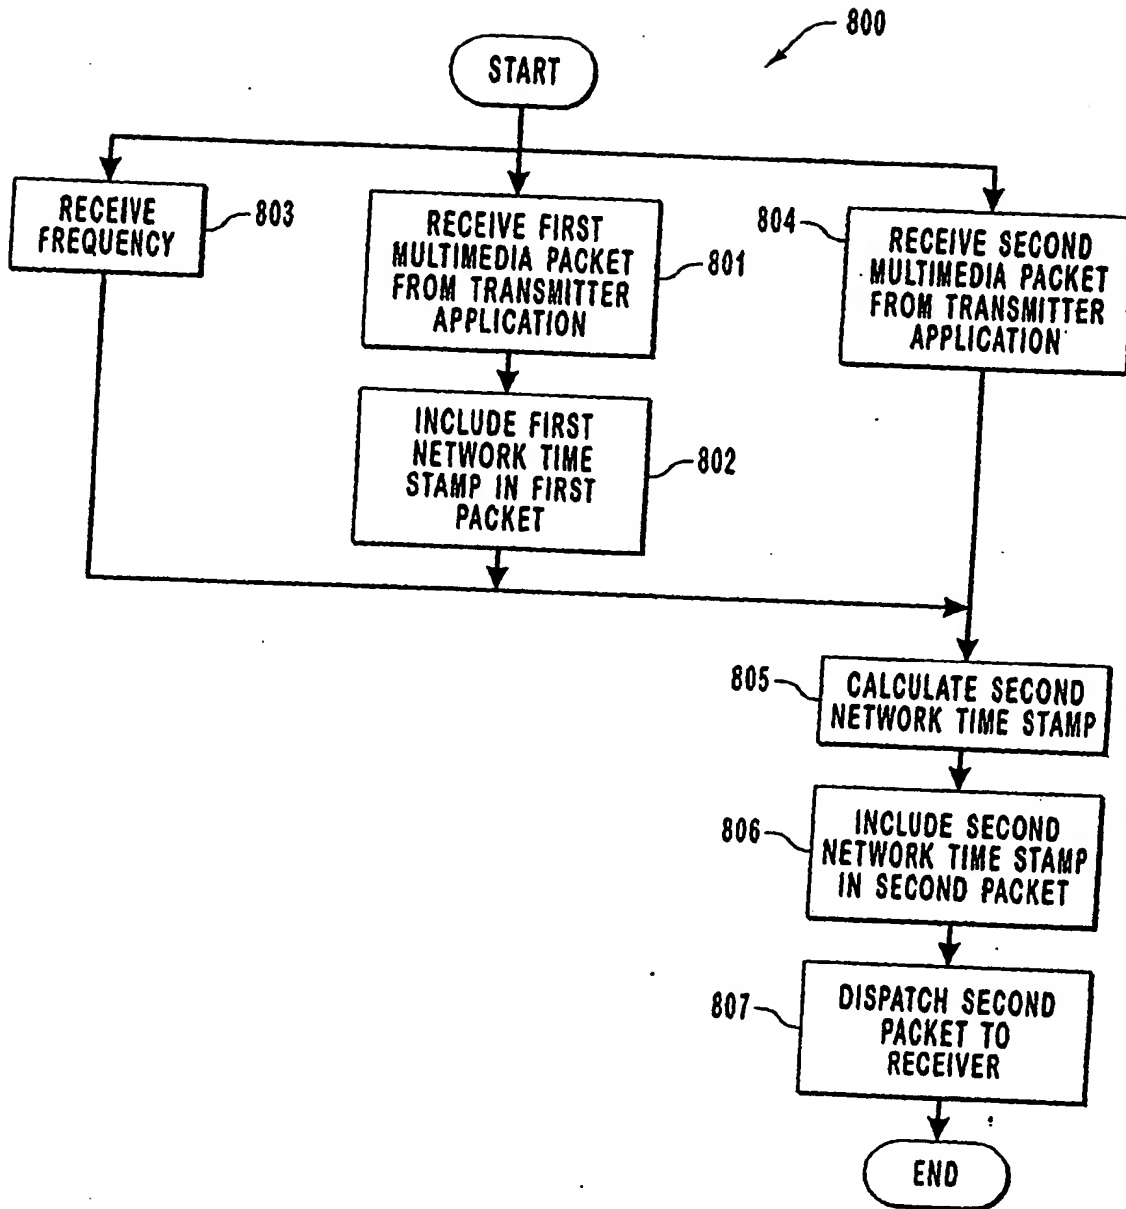 800
START
RECEIVE
FREQUENCY
803
RECEIVE FIRST
MULTIMEDIA PACKET
FROM TRANSMITTER
APPLICATION
801
804
RECEIVE SECOND
MULTIMEDIA PACKET
FROM TRANSMITTER
APPLICATION
INCLUDE FIRST
NETWORK TIME
STAMP IN FIRST
PACKET
802
805
CALCULATE SECOND
NETWORK TIME STAMP
806
INCLUDE SECOND
NETWORK TIME STAMP
IN SECOND PACKET
807
DISPATCH SECOND
PACKET TO
RECEIVER
END